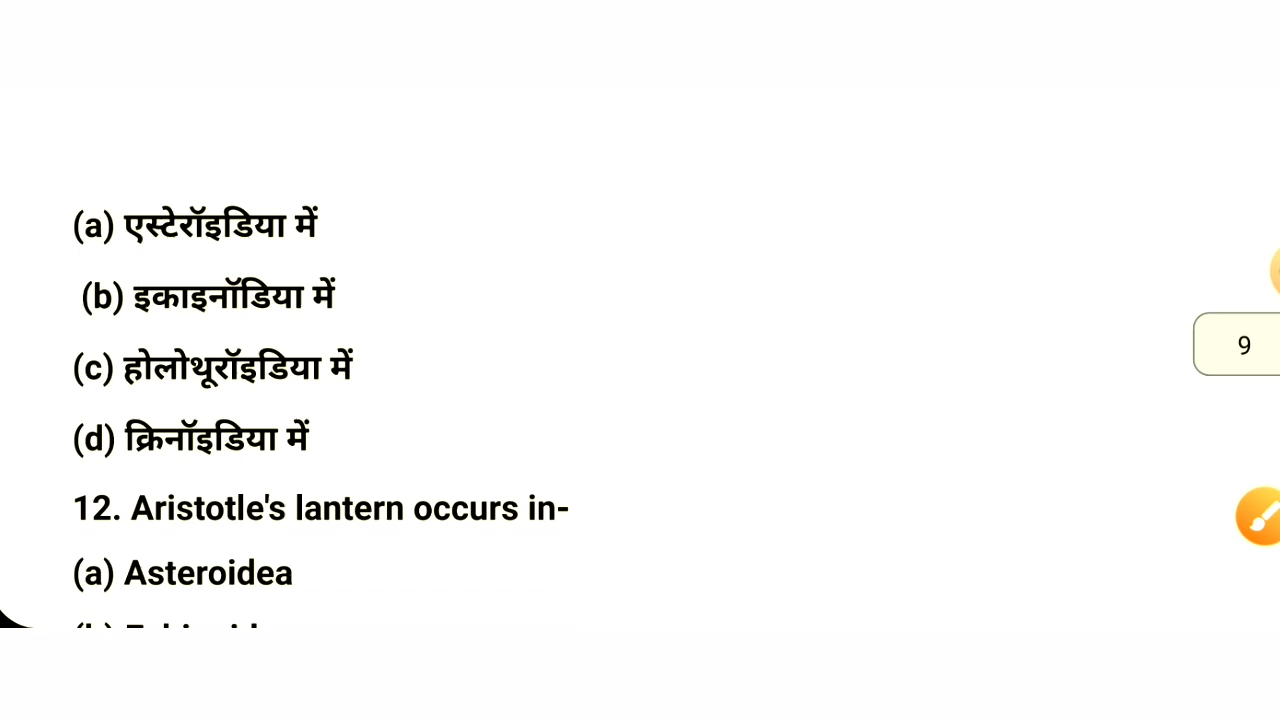 (a) एस्टेरॉइडिया में
(b) इकाइनॉडिया में
(c) होलोथूरॉइडिया में
(d) क्रिनॉइडिया में
12. Aristotle's lantern occurs in-
(a) Asteroidea
9